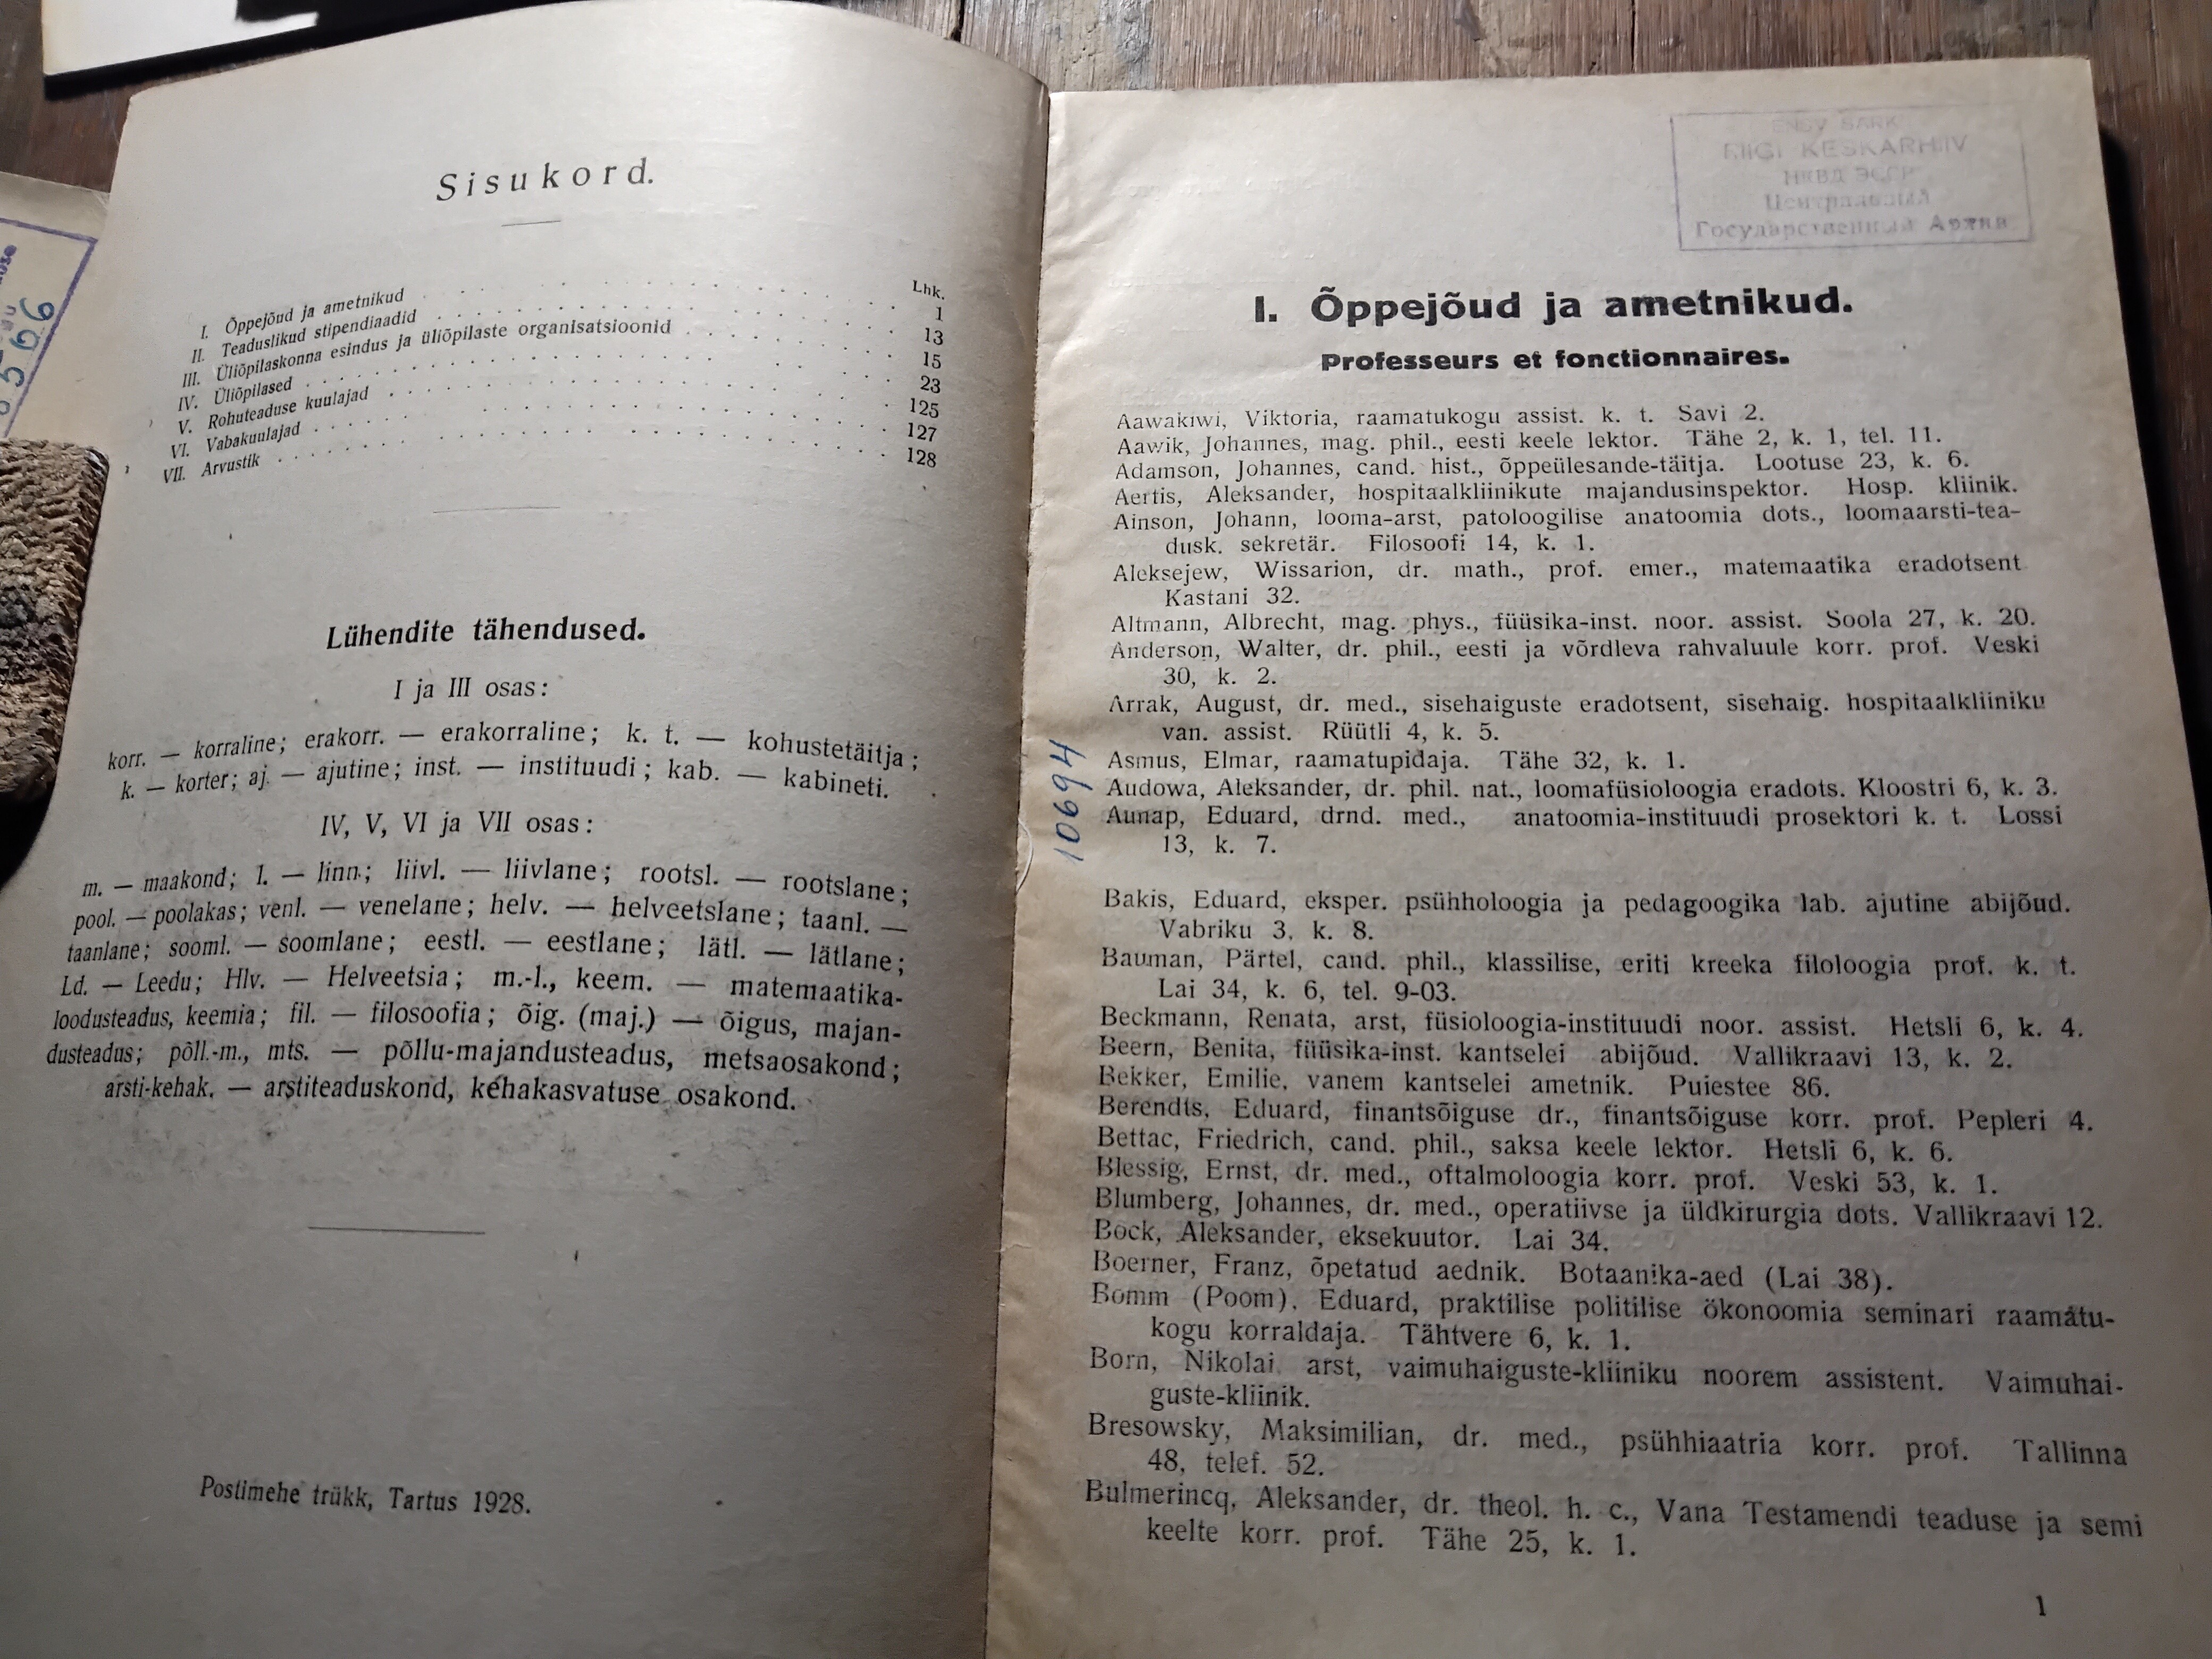 Sisukord.
Lhk.
I. Õppejõud ja ametnikud . . . . . . . . . . . . 1
II. Teaduslikud stipendiaadid . . . . . . . . . . . . 13
III. Üliõpilaskonna esindus ja üliõpilaste organisatsioonid . . . . . . 15
IV. Üliõpilased . . . . . . . . . . . . 23
V. Rohuteaduse kuulajad . . . . . . . . . . . . 125
VI. Vabakuulajad . . . . . . . . . . . . 127
VII. Arvustik . . . . . . . . . . . . 128
Lühendite tähendused.
I ja III osas:
korr. — korraline; erakorr. — erakorraline; k. t. — kohustetäitja;
k. — korter; aj. — ajutine; inst. — instituudi; kab. — kabineti.
IV, V, VI ja VII osas:
m. — maakond; l. — linn; liivl. — liivlane; rootsl. — rootslane;
pool. — poolakas; venl. — venelane; helv. — helveetslane; taanl. —
taanlane; sooml. — soomlane; eestl. — eestlane; lätl. — lätlane;
Ld. — Leedu; Hlv. — Helveetsia; m.-l., keem. — matemaatika-
loodusteadus, keemia; fil. — filosoofia; õig. (maj.) — õigus, majan-
dusteadus; põll.-m., mts. — põllu-majandusteadus, metsaosakond;
arsti-kehak. — arstiteaduskond, kehakasvatuse osakond.
Postimehe trükk, Tartus 1928.
ENSV SARK
RIIGI KESKARHIIV
НКВД ЭССР
Центральный
Государственный Архив
I. Õppejõud ja ametnikud.
Professeurs et fonctionnaires.
Aawakiwi, Viktoria, raamatukogu assist. k. t. Savi 2.
Aawik, Johannes, mag. phil., eesti keele lektor. Tähe 2, k. 1, tel. 11.
Adamson, Johannes, cand. hist., õppeülesande-täitja. Lootuse 23, k. 6.
Aertis, Aleksander, hospitaalkliinikute majandusinspektor. Hosp. kliinik.
Ainson, Johann, looma-arst, patoloogilise anatoomia dots., loomaarsti-tea-
dusk. sekretär. Filosoofi 14, k. 1.
Aleksejew, Wissarion, dr. math., prof. emer., matemaatika eradotsent
Kastani 32.
Altmann, Albrecht, mag. phys., füüsika-inst. noor. assist. Soola 27, k. 20.
Anderson, Walter, dr. phil., eesti ja võrdleva rahvaluule korr. prof. Veski
30, k. 2.
Arrak, August, dr. med., sisehaiguste eradotsent, sisehaig. hospitaalkliiniku
van. assist. Rüütli 4, k. 5.
Asmus, Elmar, raamatupidaja. Tähe 32, k. 1.
Audowa, Aleksander, dr. phil. nat., loomafüsioloogia eradots. Kloostri 6, k. 3.
Aunap, Eduard, drnd. med., anatoomia-instituudi prosektori k. t. Lossi
13, k. 7.
10694
Bakis, Eduard, eksper. psühholoogia ja pedagoogika lab. ajutine abijõud.
Vabriku 3, k. 8.
Bauman, Pärtel, cand. phil., klassilise, eriti kreeka filoloogia prof. k. t.
Lai 34, k. 6, tel. 9-03.
Beckmann, Renata, arst, füsioloogia-instituudi noor. assist. Hetsli 6, k. 4.
Beern, Benita, füüsika-inst. kantselei abijõud. Vallikraavi 13, k. 2.
Bekker, Emilie, vanem kantselei ametnik. Puiestee 86.
Berendts, Eduard, finantsõiguse dr., finantsõiguse korr. prof. Pepleri 4.
Bettac, Friedrich, cand. phil., saksa keele lektor. Hetsli 6, k. 6.
Blessig, Ernst, dr. med., oftalmoloogia korr. prof. Veski 53, k. 1.
Blumberg, Johannes, dr. med., operatiivse ja üldkirurgia dots. Vallikraavi 12.
Bock, Aleksander, eksekuutor. Lai 34.
Boerner, Franz, õpetatud aednik. Botaanika-aed (Lai 38).
Bomm (Poom), Eduard, praktilise politilise ökonoomia seminari raamatu-
kogu korraldaja. Tähtvere 6, k. 1.
Born, Nikolai, arst, vaimuhaiguste-kliiniku noorem assistent. Vaimuhai-
guste-kliinik.
Bresowsky, Maksimilian, dr. med., psühhiaatria korr. prof. Tallinna
48, telef. 52.
Bulmerincq, Aleksander, dr. theol. h. c., Vana Testamendi teaduse ja semi
keelte korr. prof. Tähe 25, k. 1.
1